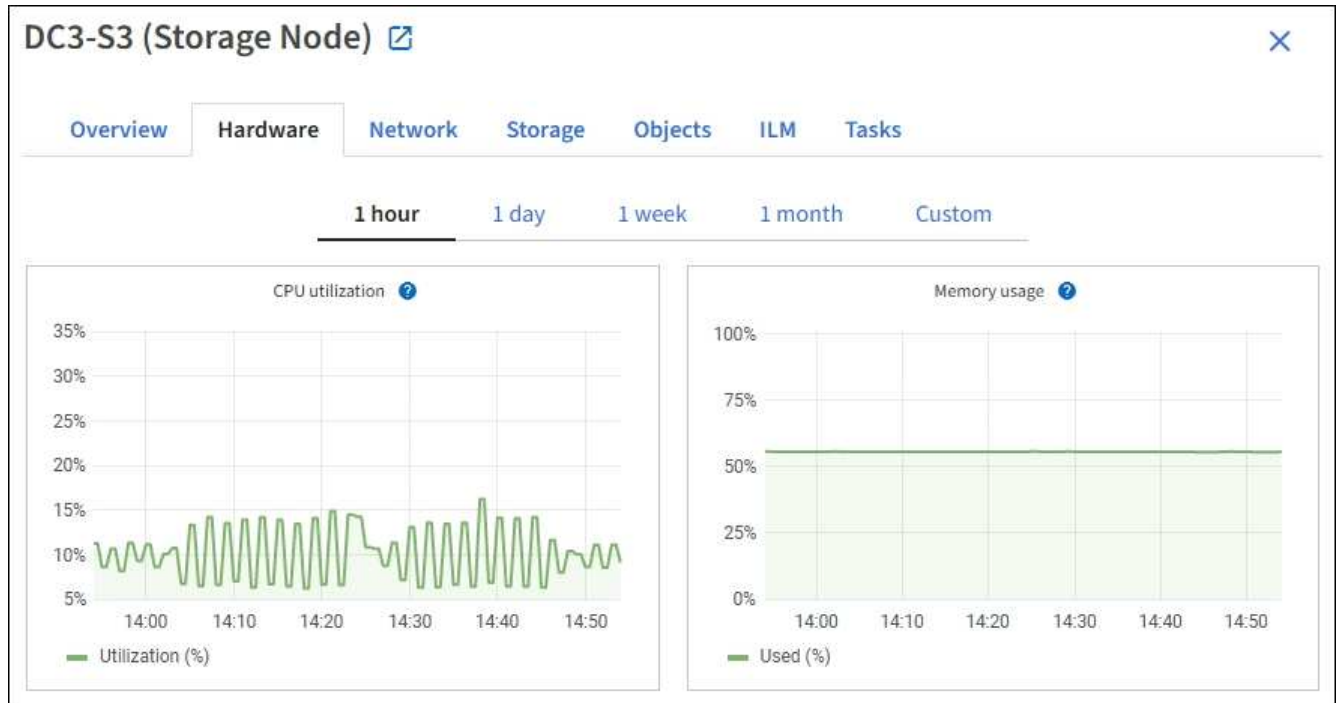 DC3-S3 (Storage Node)
Overview Hardware Network Storage Objects ILM Tasks
1 hour 1 day 1 week 1 month Custom
CPU utilization ?
35%
30%
25%
20%
15%
10%
5%
14:00 14:10 14:20 14:30 14:40 14:50
Utilization (%)
Memory usage ?
100%
75%
50%
25%
0%
14:00 14:10 14:20 14:30 14:40 14:50
Used (%)